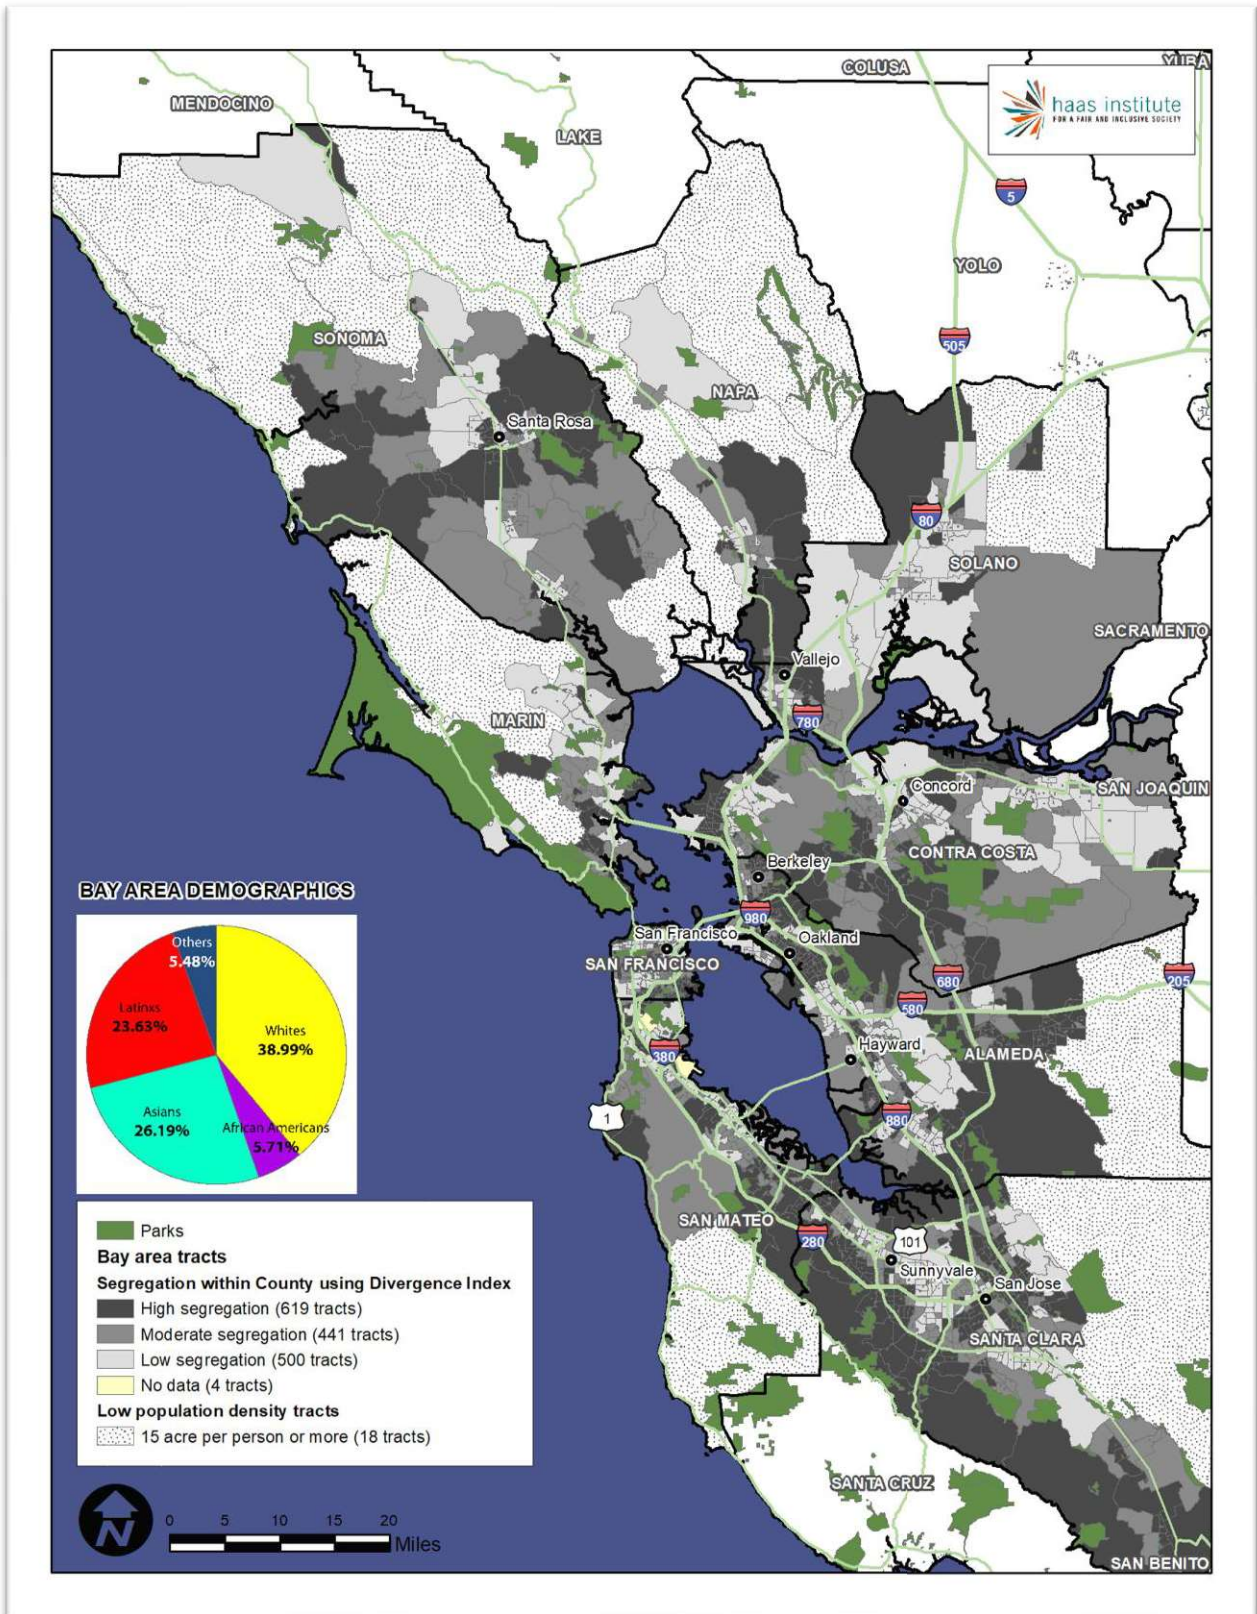 COLUSA
YUBA
haas institute
FOR A FAIR AND INCLUSIVE SOCIETY
MENDOCINO
LAKE
5
YOLO
SONOMA
505
NAPA
Santa Rosa
80
SOLANO
SACRAMENTO
Vallejo
780
MARIN
Concord
SAN JOAQUIN
CONTRA COSTA
Berkeley
980
San Francisco
Oakland
SAN FRANCISCO
680
205
580
380
Hayward
ALAMEDA
1
880
SAN MATEO
280
101
Sunnyvale
San Jose
SANTA CLARA
SANTA CRUZ
SAN BENITO
BAY AREA DEMOGRAPHICS
Others
5.48%
Latinxs
23.63%
Whites
38.99%
Asians
26.19%
African Americans
5.71%
Parks
Bay area tracts
Segregation within County using Divergence Index
High segregation (619 tracts)
Moderate segregation (441 tracts)
Low segregation (500 tracts)
No data (4 tracts)
Low population density tracts
15 acre per person or more (18 tracts)
N
0 5 10 15 20
Miles